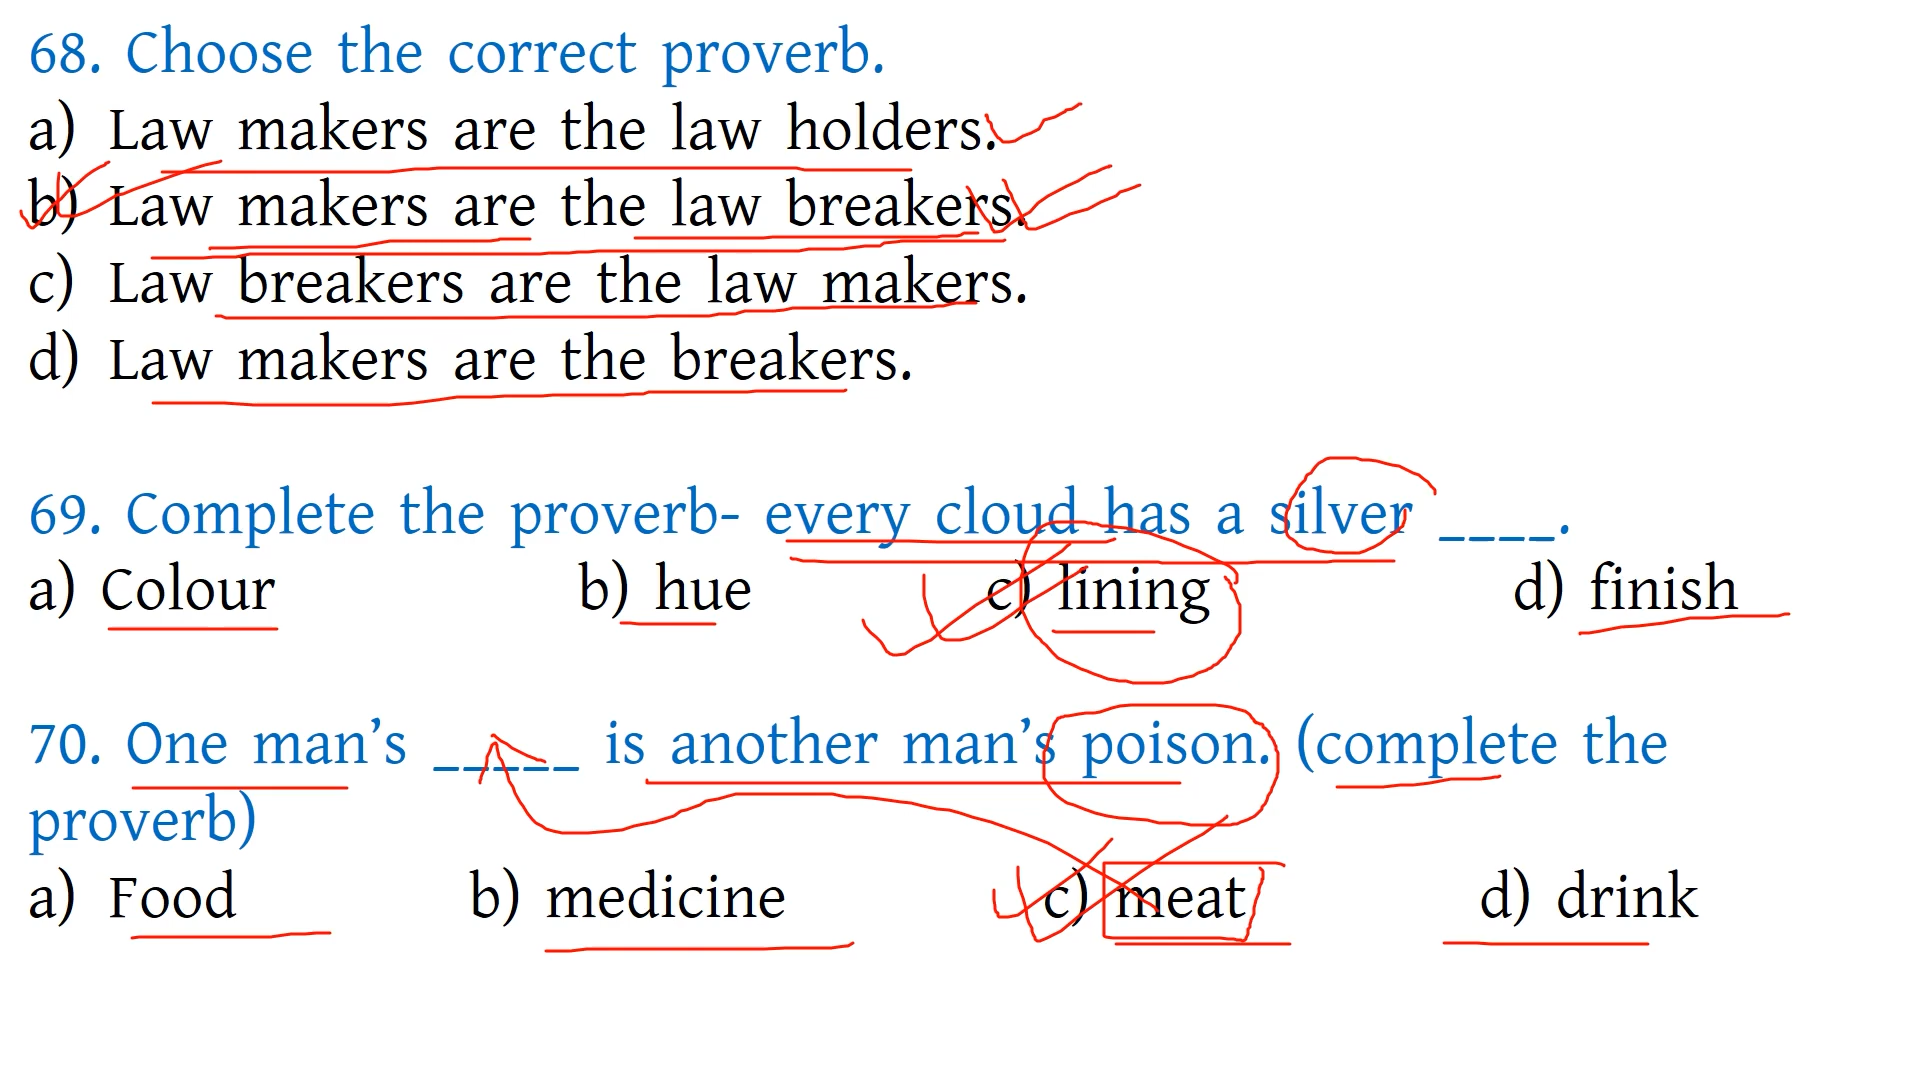 68. Choose the correct proverb.
a) Law makers are the law holders.
b) Law makers are the law breakers.
c) Law breakers are the law makers.
d) Law makers are the breakers.
69. Complete the proverb- every cloud has a silver ____.
a) Colour b) hue c) lining d) finish
70. One man’s _____ is another man’s poison. (complete the
proverb)
a) Food b) medicine c) meat d) drink